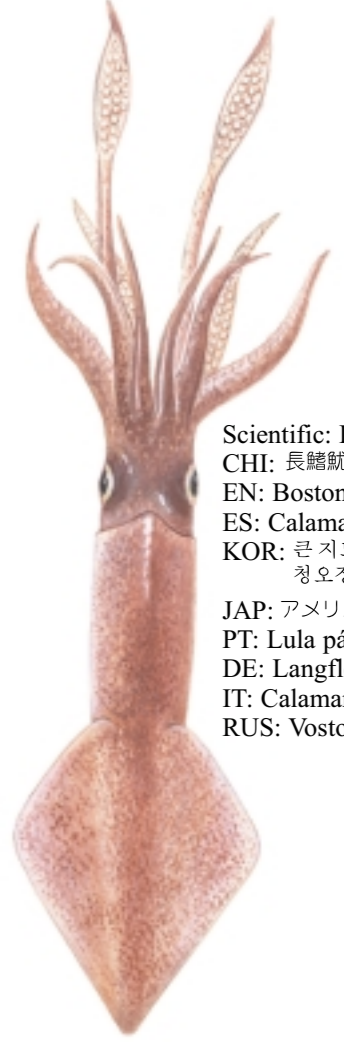 Scientific:
CHI: 長鰭魷
EN: Boston
ES: Calama
KOR: 큰 지
청오징
JAP: アメリ
PT: Lula pá
DE: Langfl
IT: Calamar
RUS: Vosto